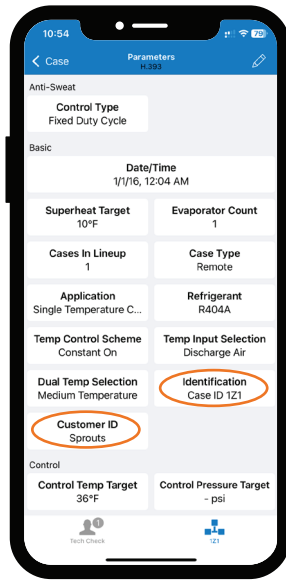 10:54
79
Case
Parameters
H.393
Anti-Sweat
Control Type
Fixed Duty Cycle
Basic
Date/Time
1/1/16, 12:04 AM
Superheat Target
10°F
Evaporator Count
1
Cases In Lineup
1
Case Type
Remote
Application
Single Temperature C...
Refrigerant
R404A
Temp Control Scheme
Constant On
Temp Input Selection
Discharge Air
Dual Temp Selection
Medium Temperature
Identification
Case ID 1Z1
Customer ID
Sprouts
Control
Control Temp Target
36°F
Control Pressure Target
- psi
0
Tech Check
1Z1